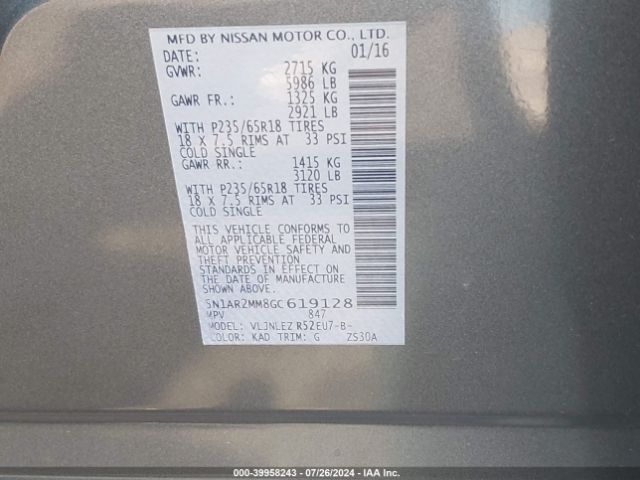 MFD BY NISSAN MOTOR CO., LTD.
DATE: 01/16
GVWR: 2715 KG
5986 LB
GAWR FR.: 1325 KG
2921 LB
WITH P235/65R18 TIRES
18 X 7.5 RIMS AT 33 PSI
COLD SINGLE
GAWR RR.: 1415 KG
3120 LB
WITH P235/65R18 TIRES
18 X 7.5 RIMS AT 33 PSI
COLD SINGLE
THIS VEHICLE CONFORMS TO
ALL APPLICABLE FEDERAL
MOTOR VEHICLE SAFETY AND
THEFT PREVENTION
STANDARDS IN EFFECT ON
THE DATE OF MANUFACTURE
SHOWN ABOVE.
5N1AR2MM8GC619128
MPV 847
MODEL: VLJNLEZ R52EU7-B-
COLOR: KAD TRIM: G ZS30A
000-39958243 / 07/26/2024 / IAA Inc.